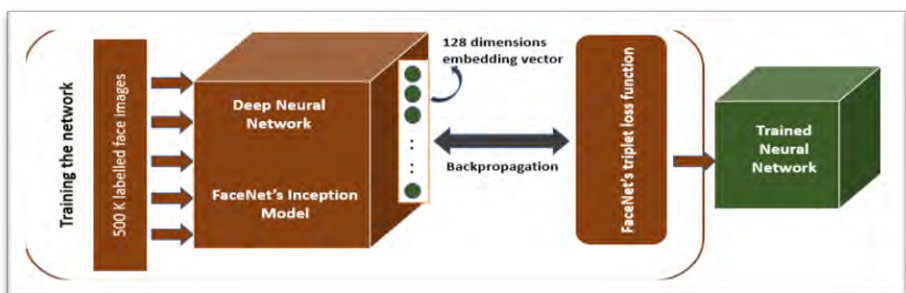 Training the network
500 K labelled face images
Deep Neural
Network
FaceNet's Inception
Model
128 dimensions
embedding vector
Backpropagation
FaceNet's triplet loss function
Trained
Neural
Network